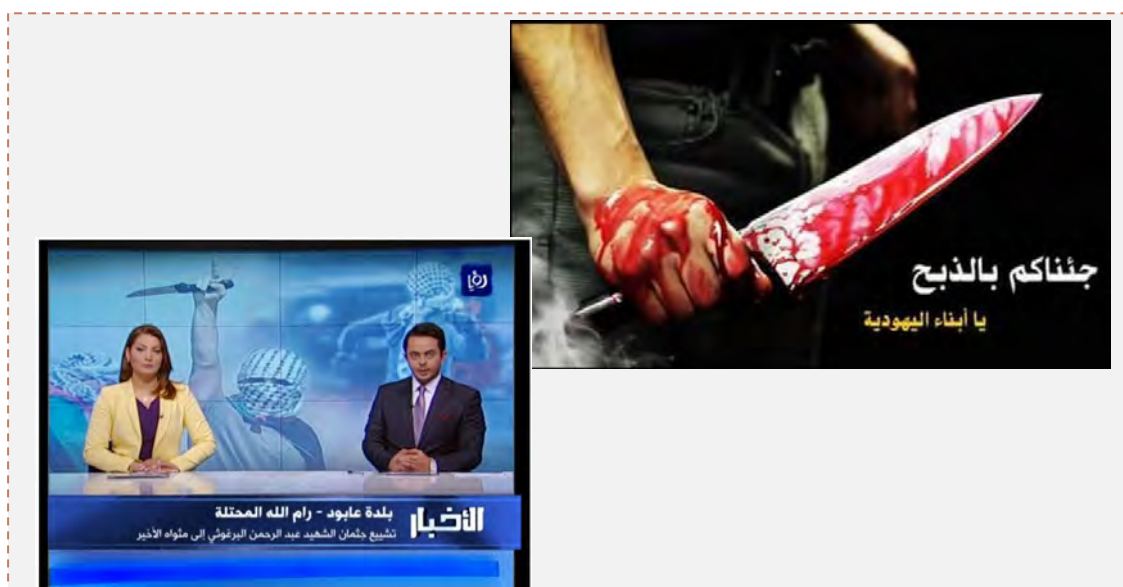 جئناكم بالذبح
يا أبناء اليهودية
رؤيا
الأخبار
بلدة عابود - رام الله المحتلة
تشييع جثمان الشهيد عبد الرحمن البرغوثي إلى مثواه الأخير